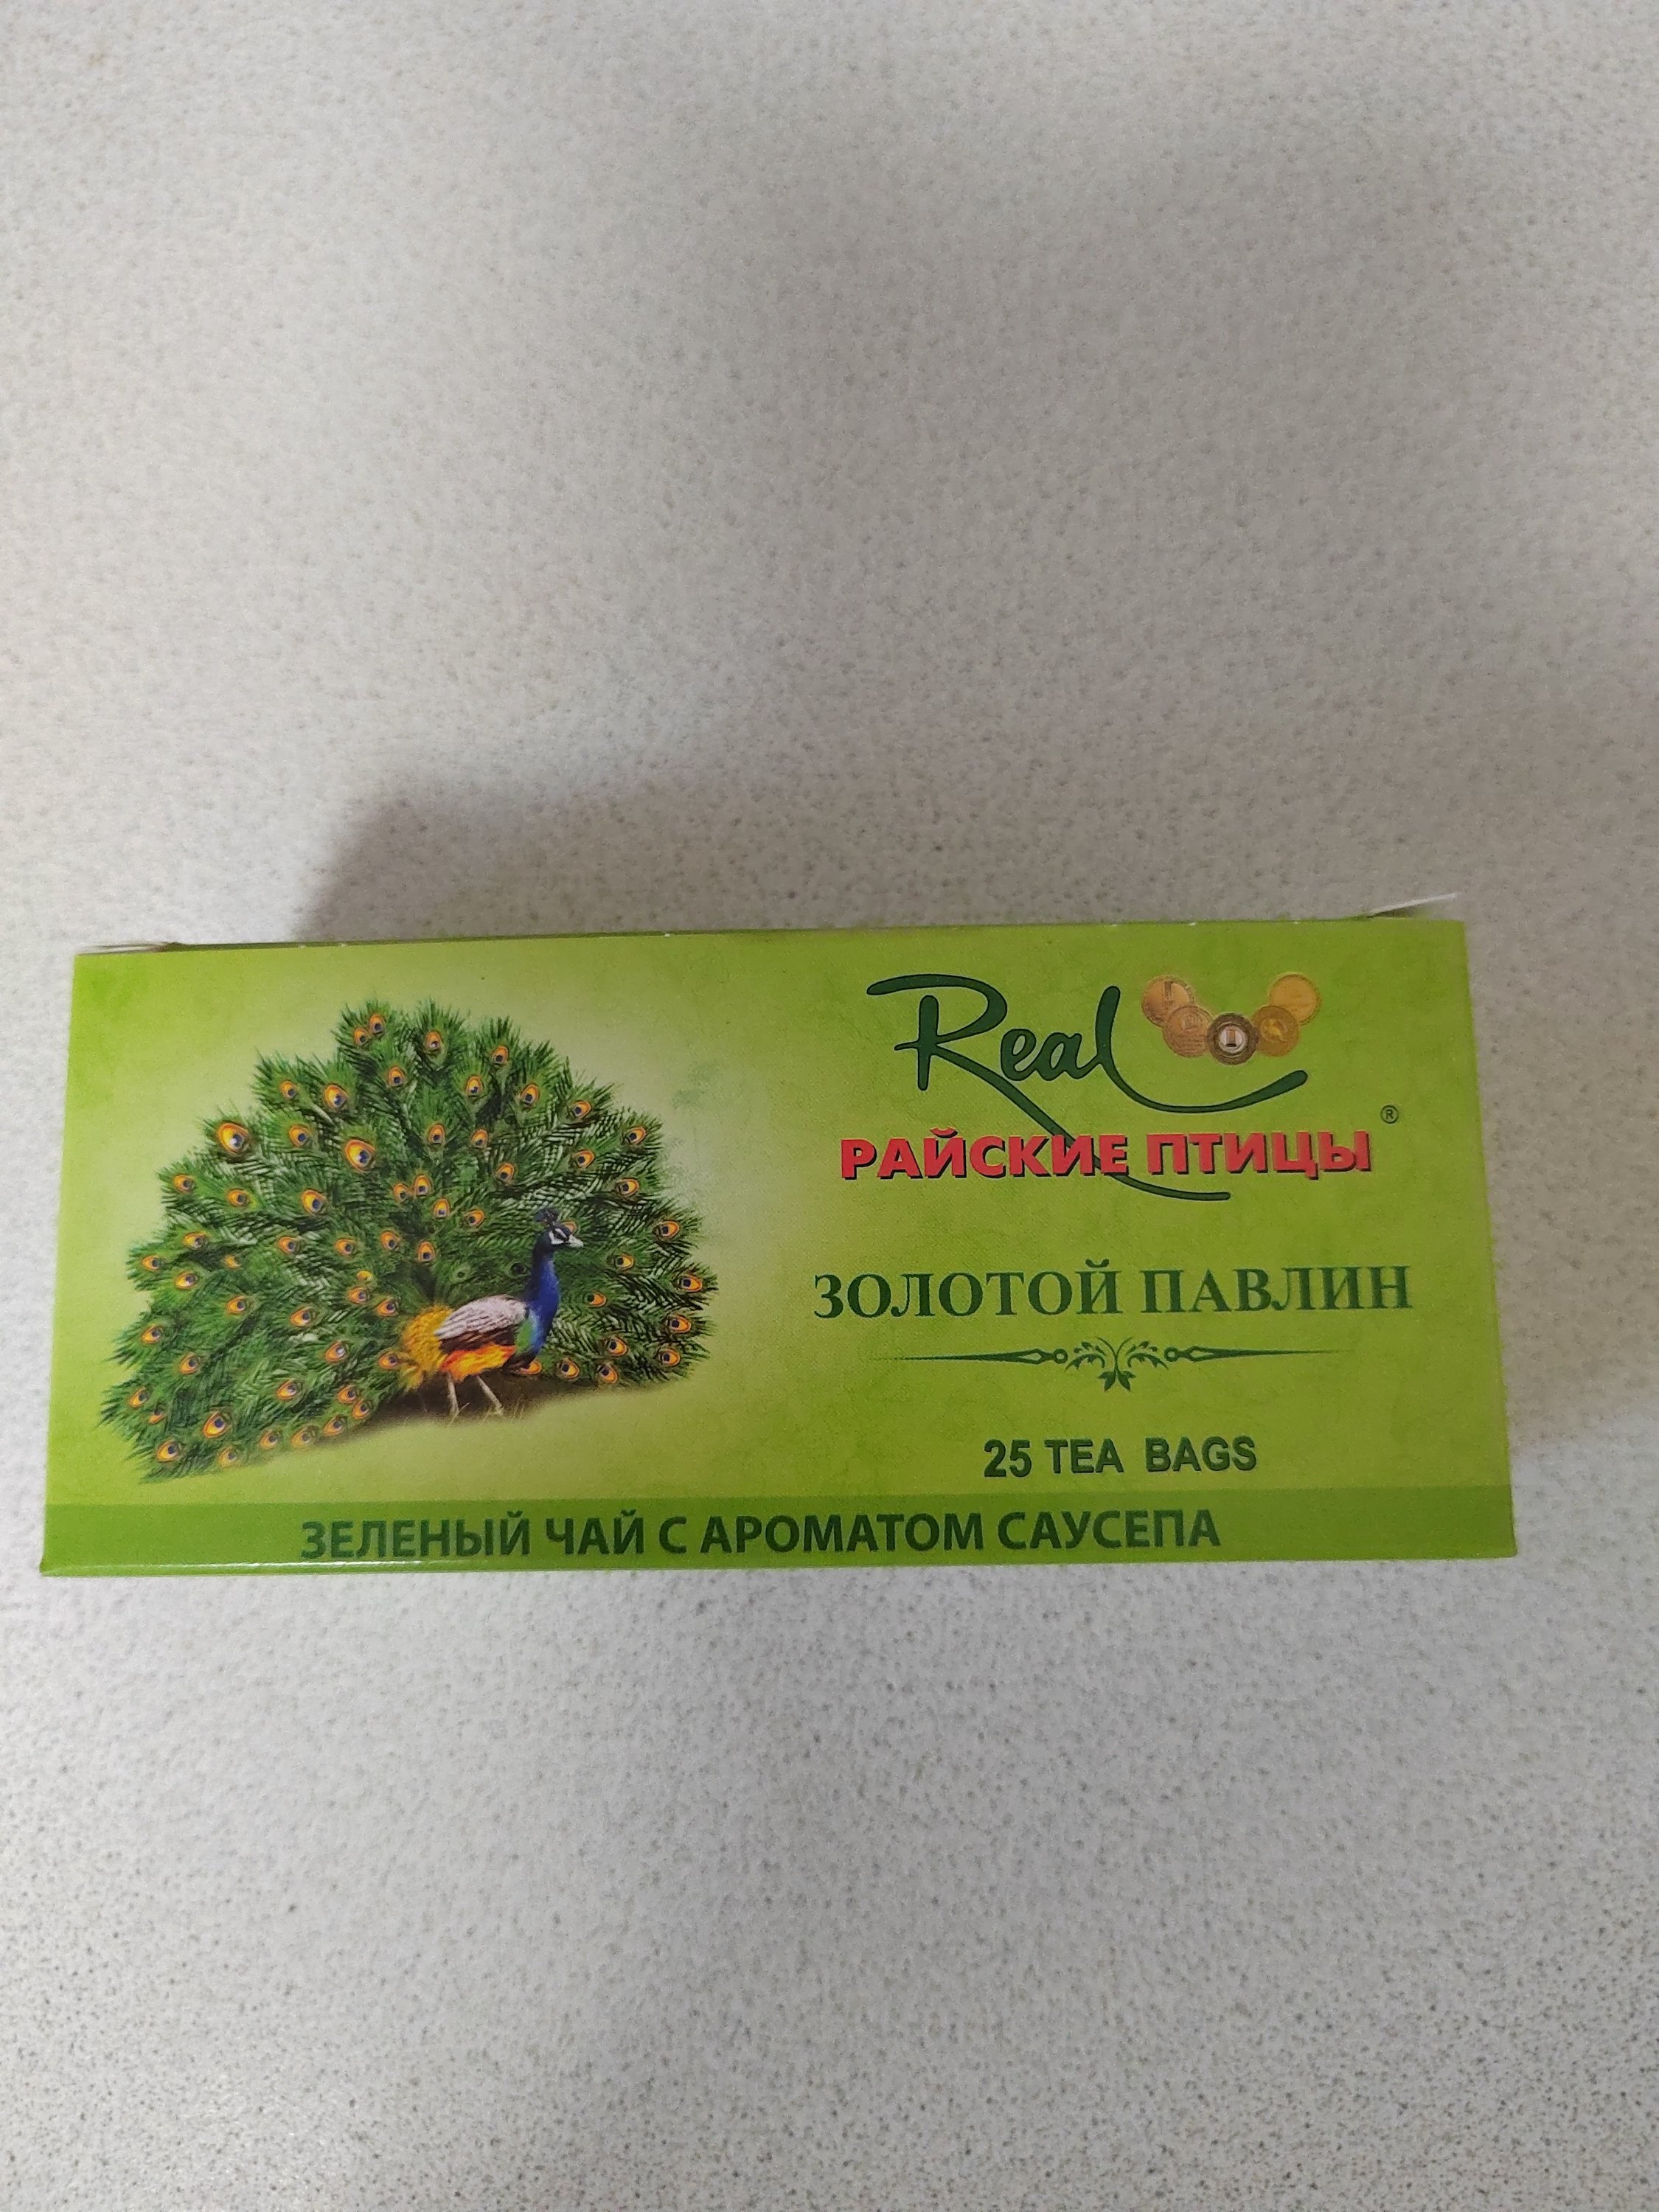 Real
РАЙСКИЕ ПТИЦЫ ®
ЗОЛОТОЙ ПАВЛИН
25 TEA BAGS
ЗЕЛЕНЫЙ ЧАЙ С АРОМАТОМ САУСЕПА